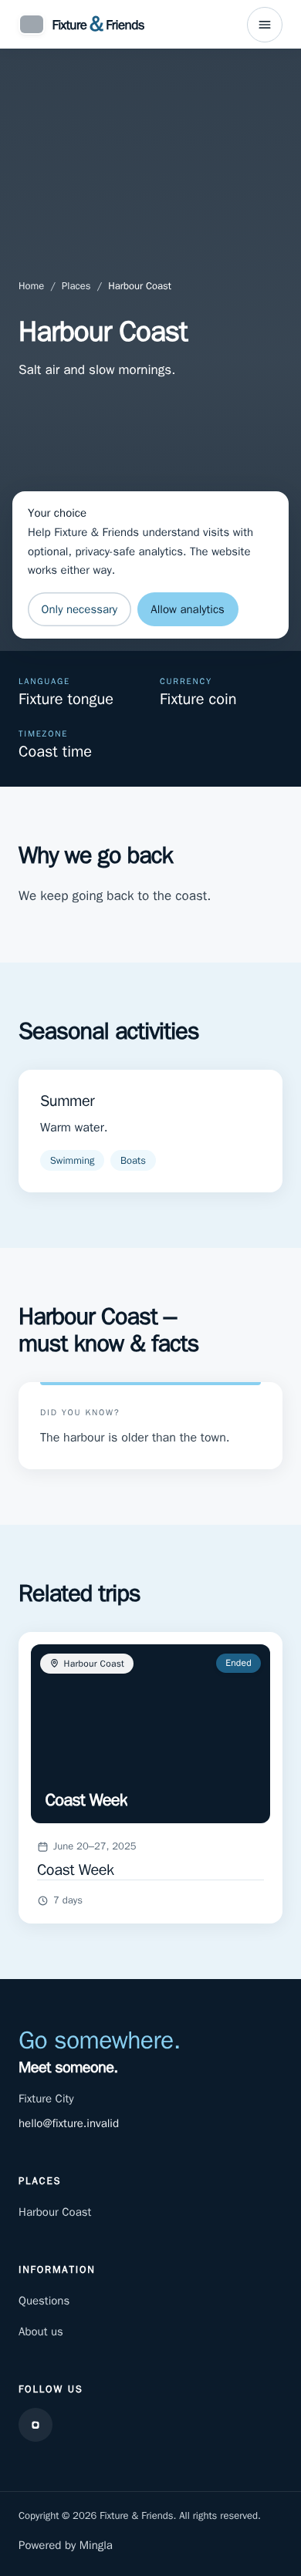 Fixture & Friends
Home / Places / Harbour Coast
Harbour Coast
Salt air and slow mornings.
Your choice
Help Fixture & Friends understand visits with
optional, privacy-safe analytics. The website
works either way.
Only necessary Allow analytics
LANGUAGE CURRENCY
Fixture tongue Fixture coin
TIMEZONE
Coast time
Why we go back
We keep going back to the coast.
Seasonal activities
Summer
Warm water.
Swimming Boats
Harbour Coast —
must know & facts
DID YOU KNOW?
The harbour is older than the town.
Related trips
Harbour Coast Ended
Coast Week
June 20–27, 2025
Coast Week
7 days
Go somewhere.
Meet someone.
Fixture City
hello@fixture.invalid
PLACES
Harbour Coast
INFORMATION
Questions
About us
FOLLOW US
Copyright © 2026 Fixture & Friends. All rights reserved.
Powered by Mingla